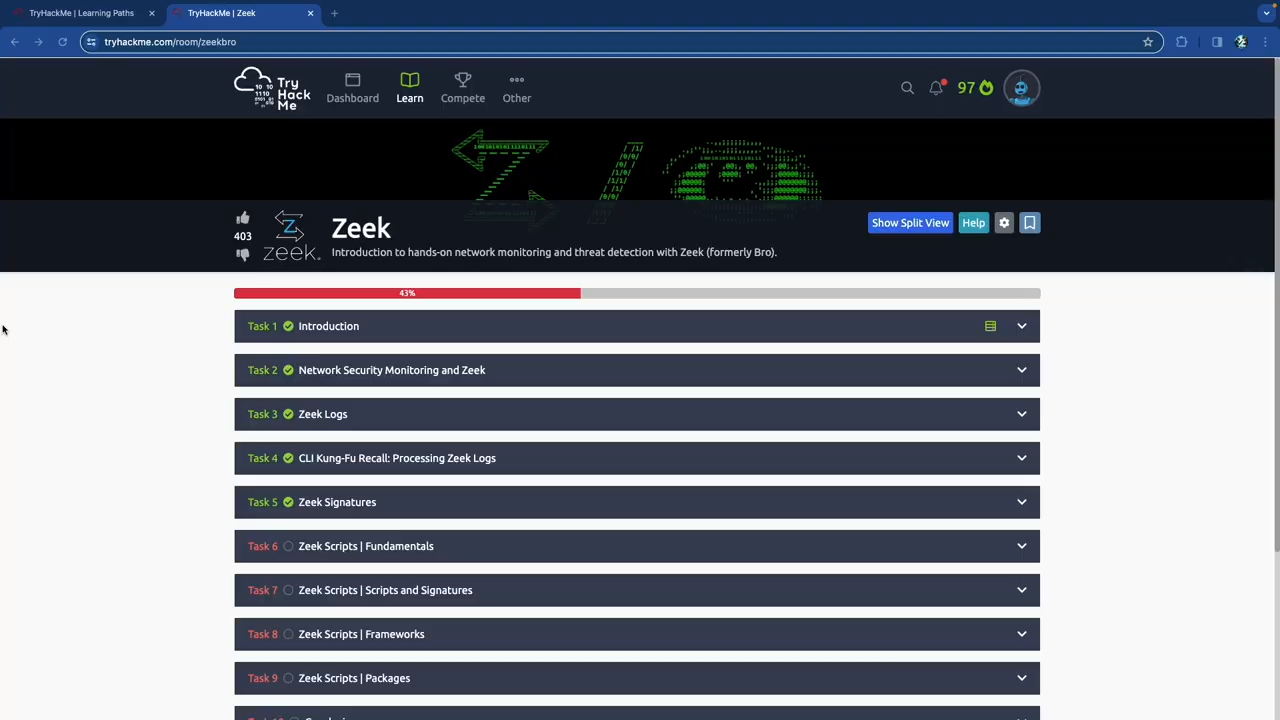 TryHackMe | Learning Paths
TryHackMe | Zeek
tryhackme.com/room/zeekbro
Try
Hack
Me
Dashboard
Learn
Compete
Other
97
403
zeek
Zeek
Introduction to hands-on network monitoring and threat detection with Zeek (formerly Bro).
Show Split View
Help
43%
Task 1 Introduction
Task 2 Network Security Monitoring and Zeek
Task 3 Zeek Logs
Task 4 CLI Kung-Fu Recall: Processing Zeek Logs
Task 5 Zeek Signatures
Task 6 Zeek Scripts | Fundamentals
Task 7 Zeek Scripts | Scripts and Signatures
Task 8 Zeek Scripts | Frameworks
Task 9 Zeek Scripts | Packages